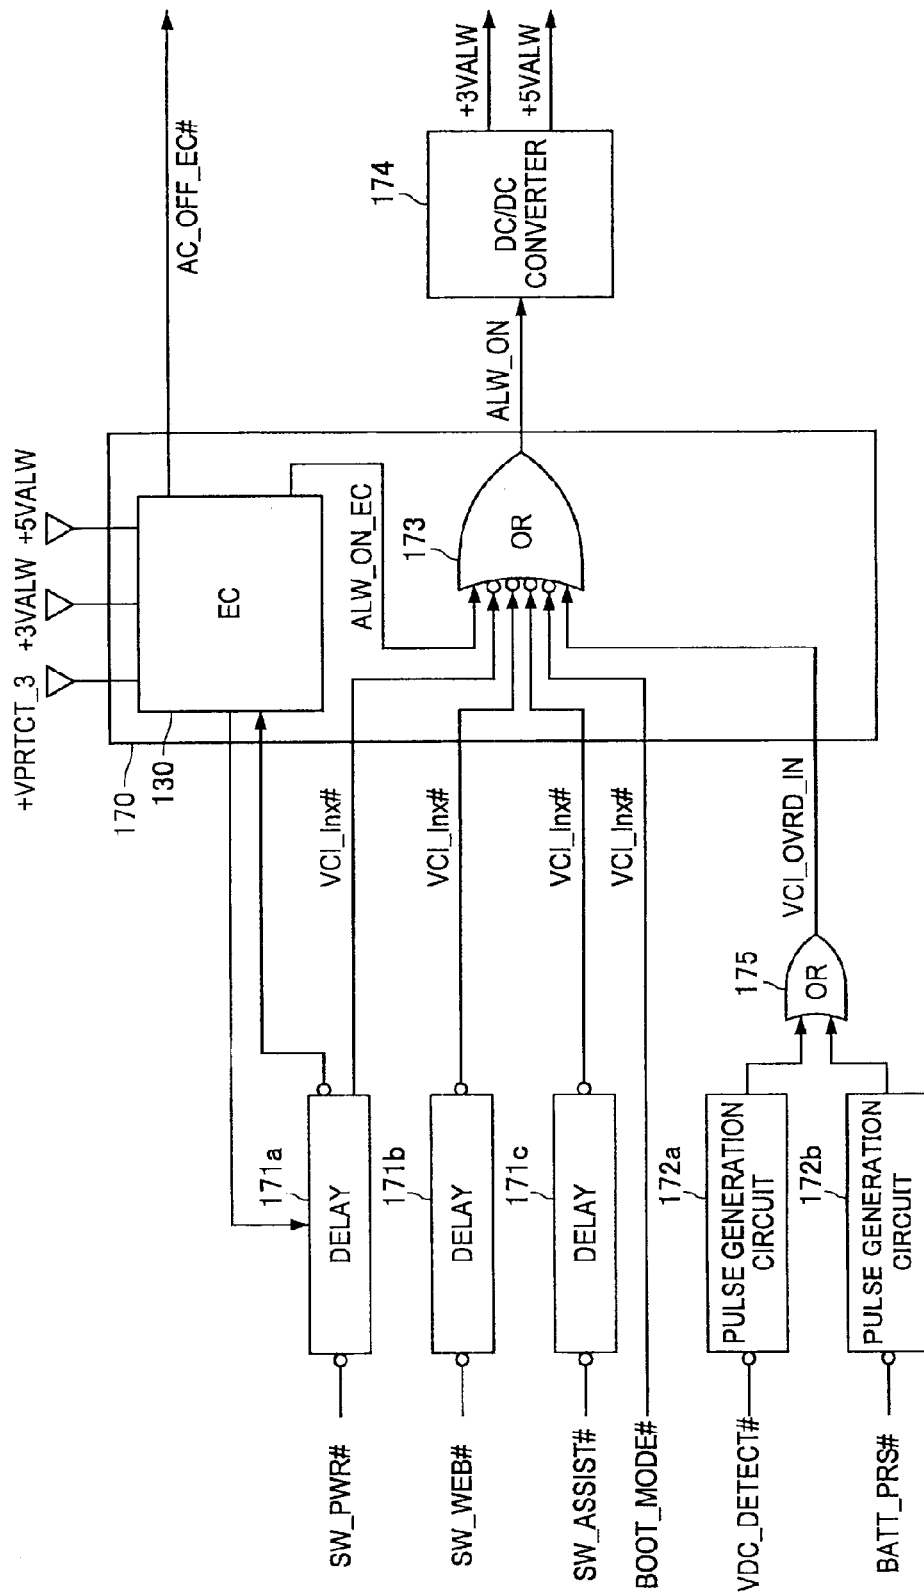 +VPRTCT_3
+3VALW
+5VALW
170
130
EC
AC_OFF_EC#
ALW_ON_EC
173
OR
ALW_ON
174
DC/DC
CONVERTER
+3VALW
+5VALW
SW_PWR#
171a
DELAY
VCI_Inx#
SW_WEB#
171b
DELAY
VCI_Inx#
SW_ASSIST#
171c
DELAY
VCI_Inx#
BOOT_MODE#
VCI_Inx#
VDC_DETECT#
172a
PULSE GENERATION
CIRCUIT
BATT_PRS#
172b
PULSE GENERATION
CIRCUIT
175
OR
VCI_OVRD_IN